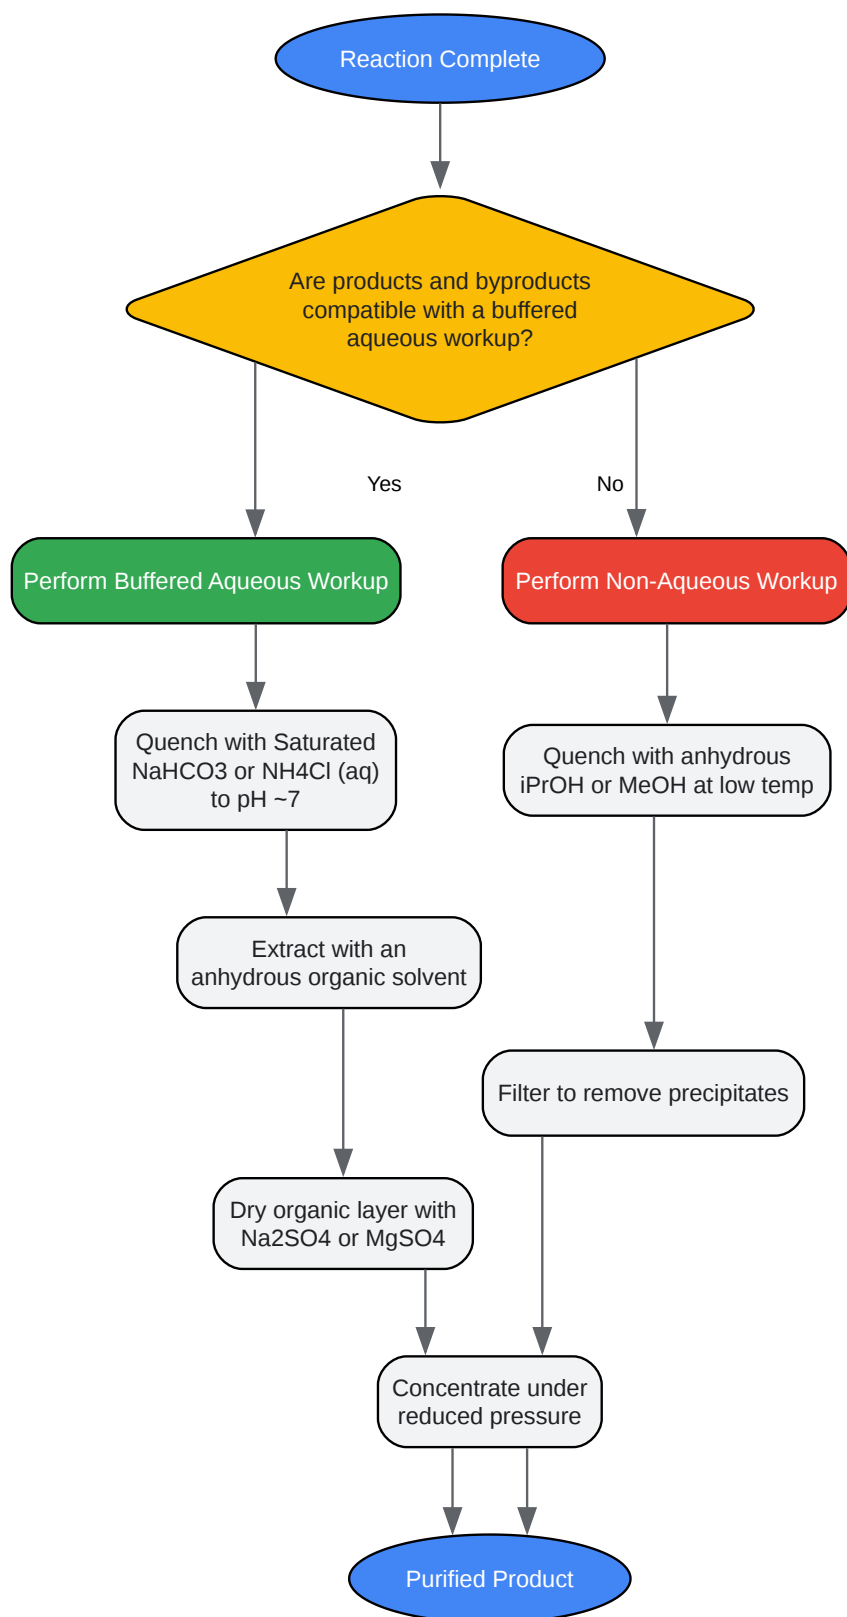 Reaction Complete
Are products and byproducts
compatible with a buffered
aqueous workup?
Yes
No
Perform Buffered Aqueous Workup
Perform Non-Aqueous Workup
Quench with Saturated
NaHCO3 or NH4Cl (aq)
to pH ~7
Quench with anhydrous
iPrOH or MeOH at low temp
Extract with an
anhydrous organic solvent
Filter to remove precipitates
Dry organic layer with
Na2SO4 or MgSO4
Concentrate under
reduced pressure
Purified Product